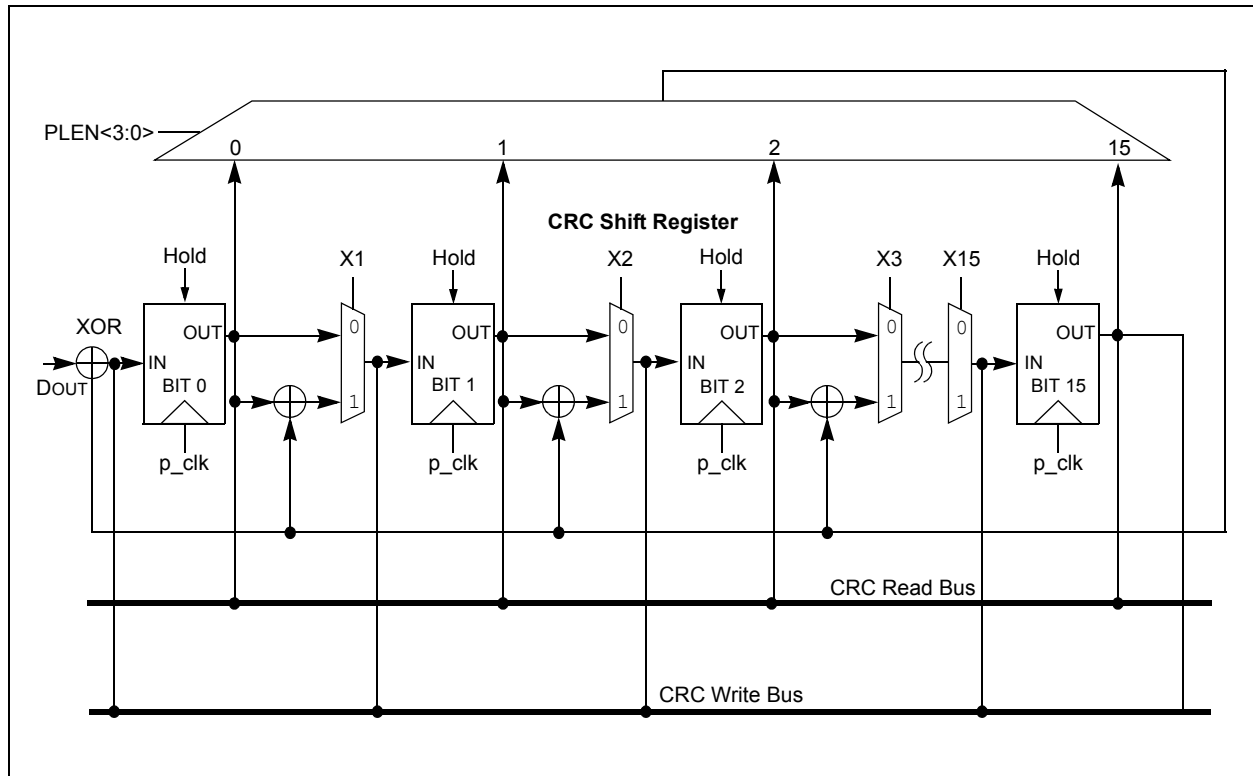 PLEN<3:0>
0 1 2 15
CRC Shift Register
Hold X1 Hold X2 Hold X3 X15 Hold
XOR
OUT 0 OUT 0 OUT 0 0 OUT
IN IN IN IN
DOUT
BIT 0 1 BIT 1 1 BIT 2 1 1 BIT 15
p_clk p_clk p_clk p_clk
CRC Read Bus
CRC Write Bus